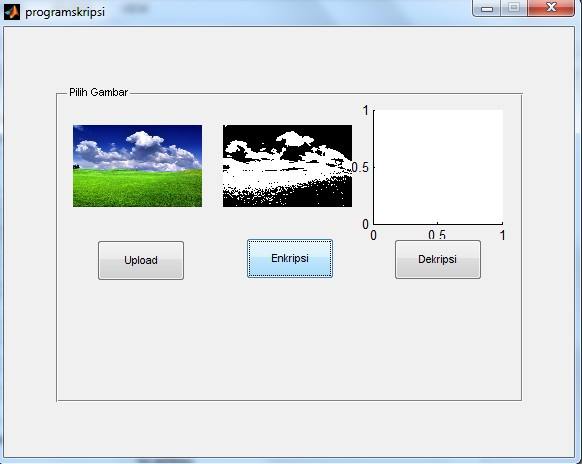 programskripsi
Pilih Gambar
1
0.5
0
0 0.5 1
Upload
Enkripsi
Dekripsi